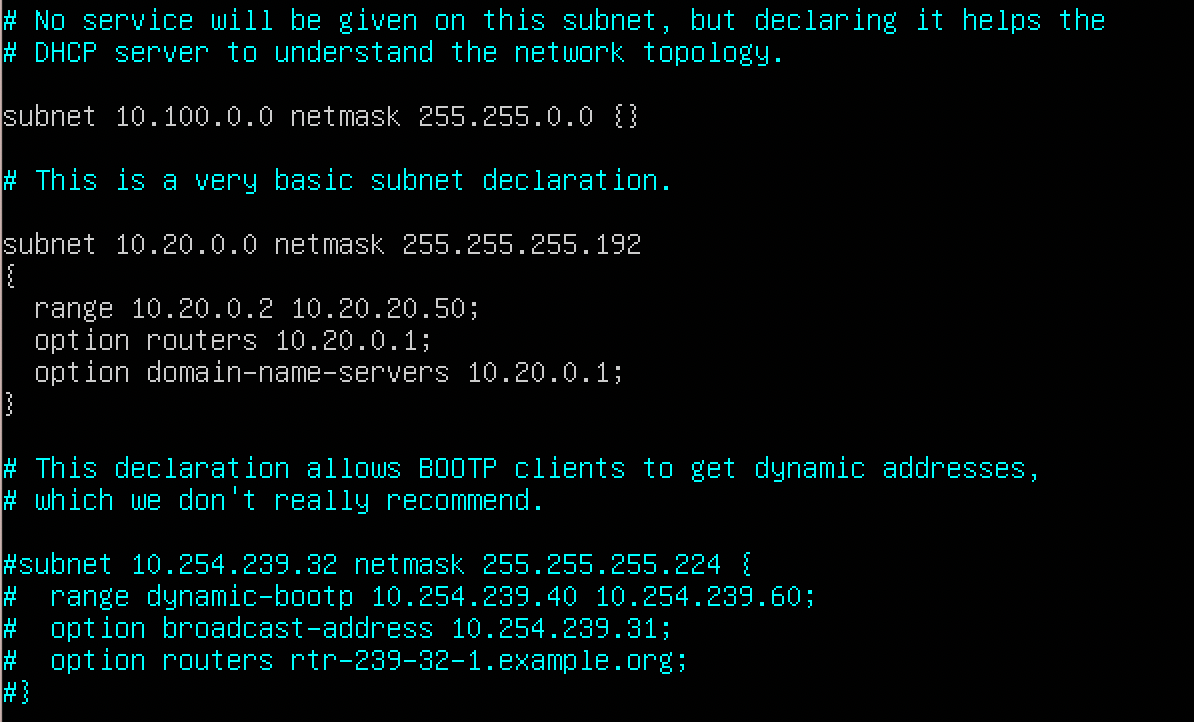 # No service will be given on this subnet, but declaring it helps the
# DHCP server to understand the network topology.
subnet 10.100.0.0 netmask 255.255.0.0 {}
# This is a very basic subnet declaration.
subnet 10.20.0.0 netmask 255.255.255.192
{
  range 10.20.0.2 10.20.20.50;
  option routers 10.20.0.1;
  option domain-name-servers 10.20.0.1;
}
# This declaration allows BOOTP clients to get dynamic addresses,
# which we don't really recommend.
#subnet 10.254.239.32 netmask 255.255.255.224 {
#  range dynamic-bootp 10.254.239.40 10.254.239.60;
#  option broadcast-address 10.254.239.31;
#  option routers rtr-239-32-1.example.org;
#}